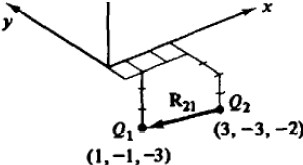 y
x
R₂₁
Q₁
Q₂
(3, -3, -2)
(1, -1, -3)